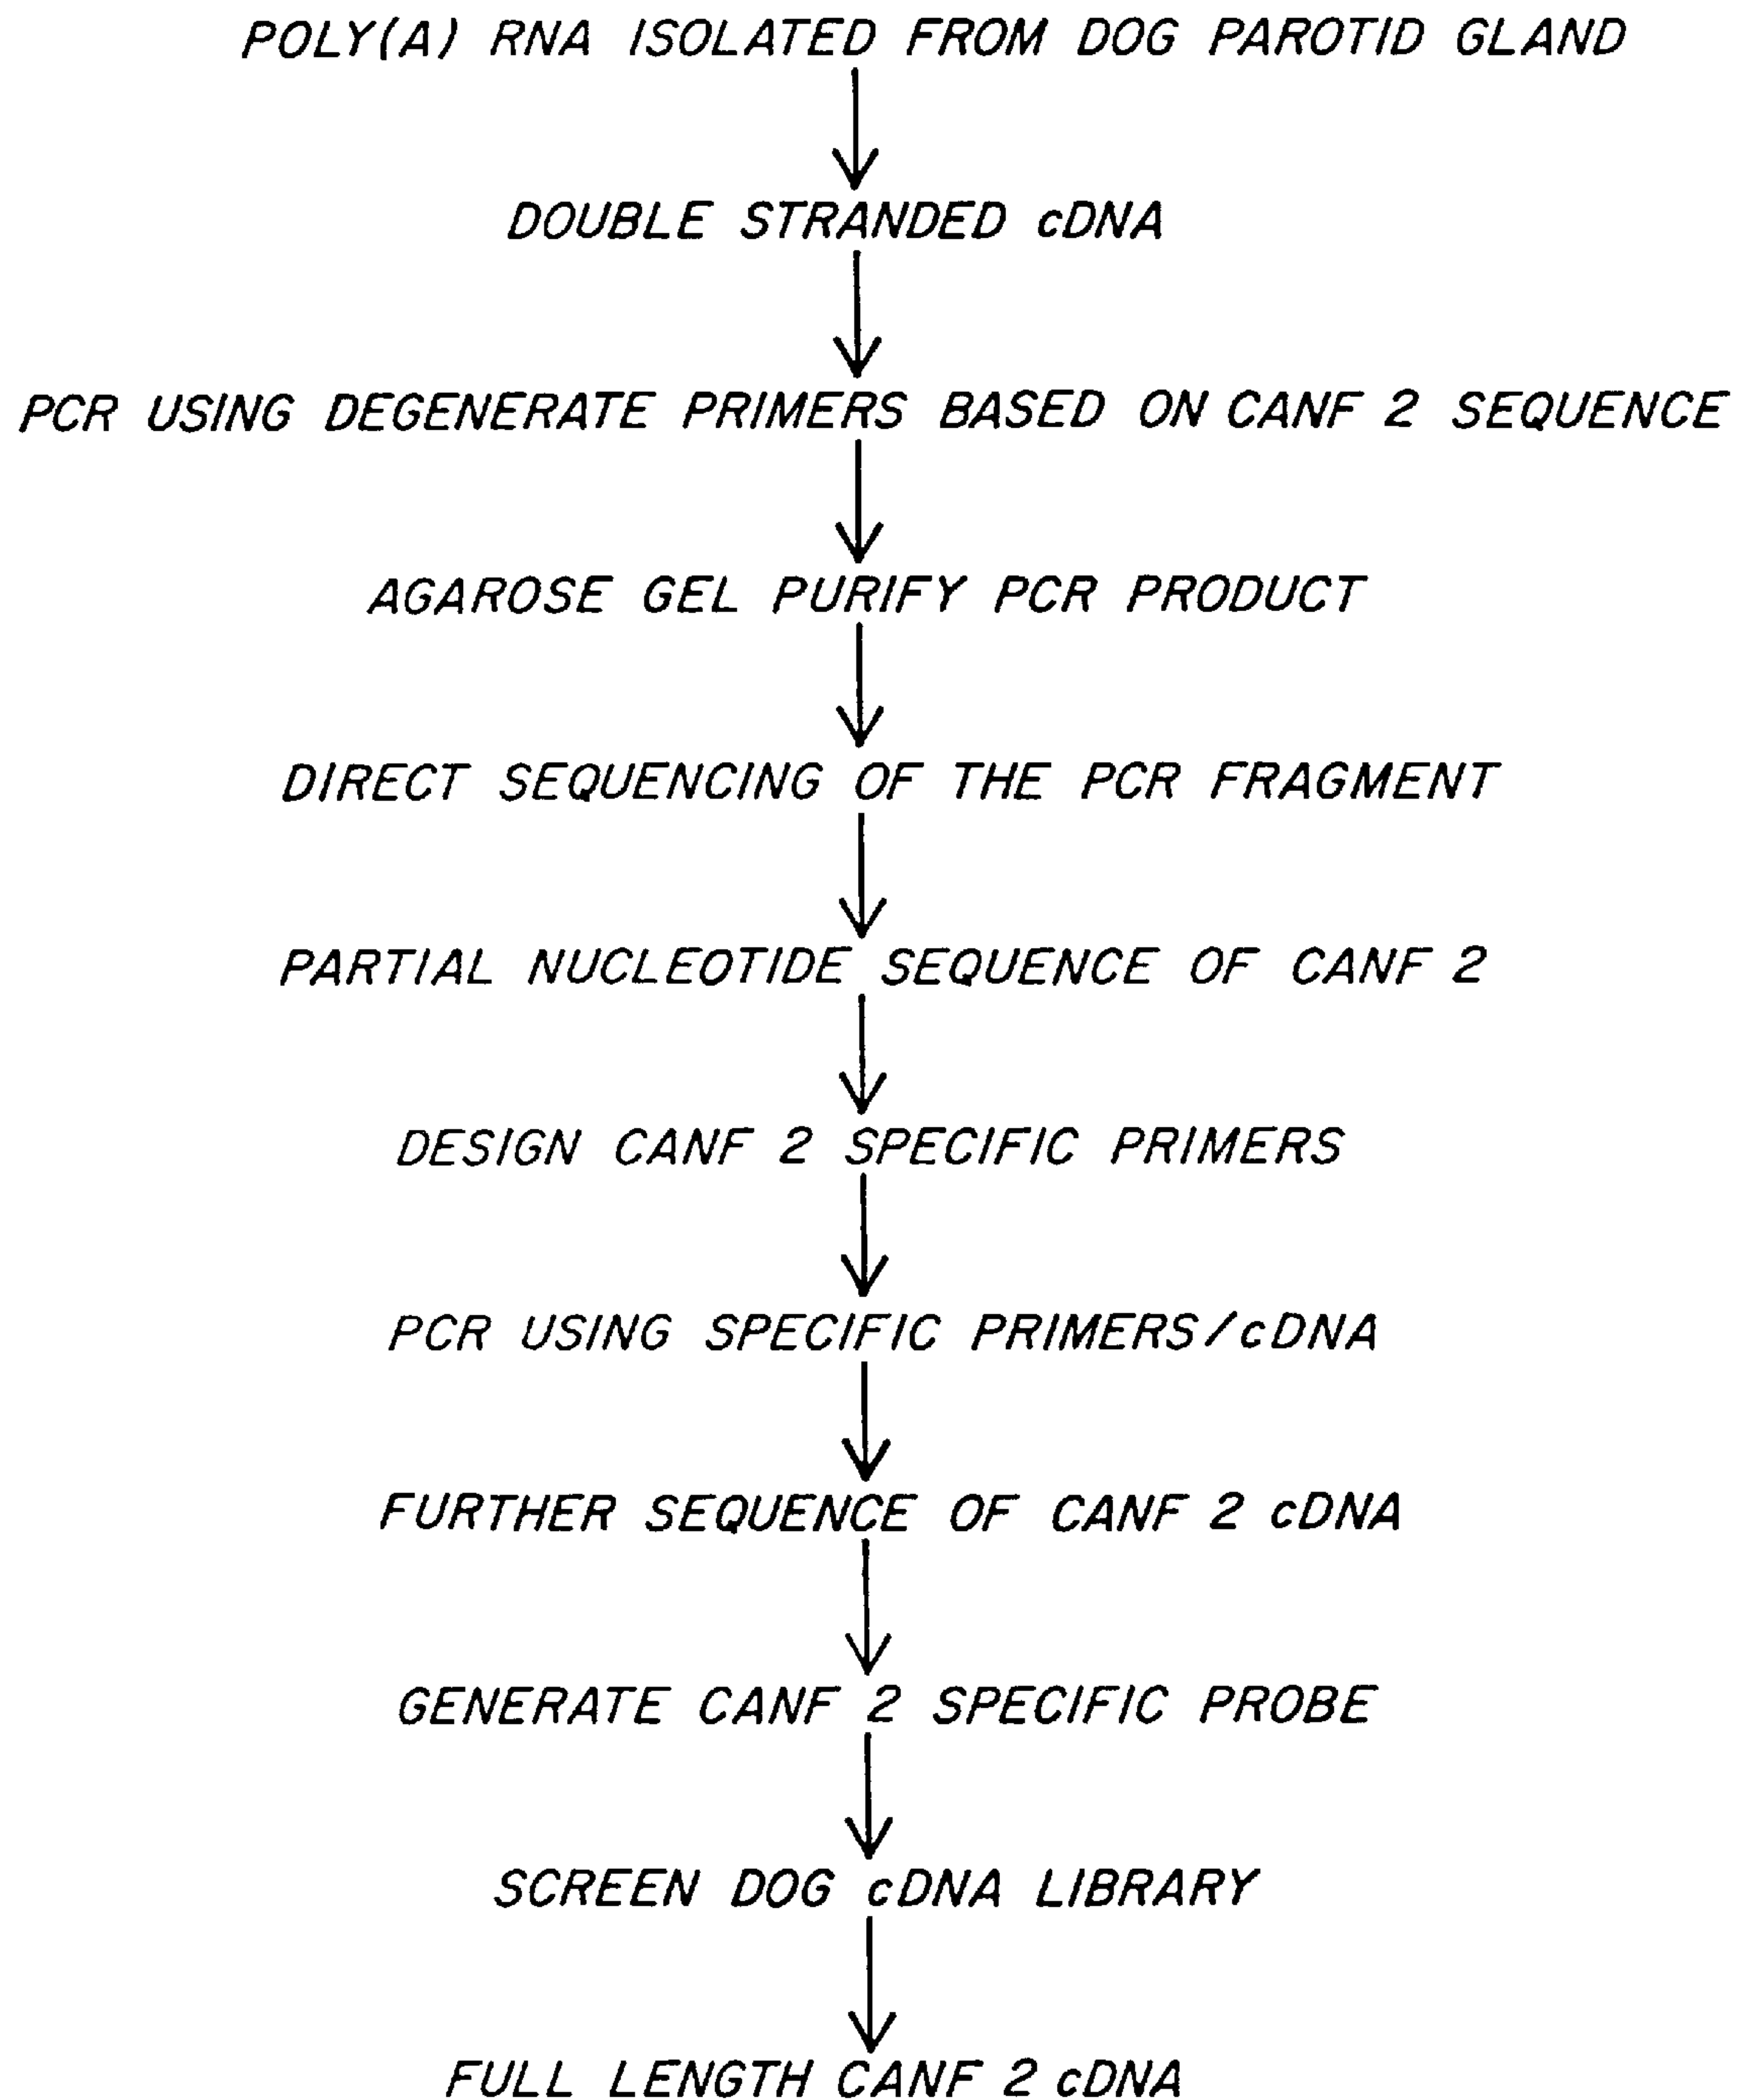 POLY(A) RNA ISOLATED FROM DOG PAROTID GLAND
DOUBLE STRANDED cDNA
PCR USING DEGENERATE PRIMERS BASED ON CANF 2 SEQUENCE
AGAROSE GEL PURIFY PCR PRODUCT
DIRECT SEQUENCING OF THE PCR FRAGMENT
PARTIAL NUCLEOTIDE SEQUENCE OF CANF 2
DESIGN CANF 2 SPECIFIC PRIMERS
PCR USING SPECIFIC PRIMERS/cDNA
FURTHER SEQUENCE OF CANF 2 cDNA
GENERATE CANF 2 SPECIFIC PROBE
SCREEN DOG cDNA LIBRARY
FULL LENGTH CANF 2 cDNA